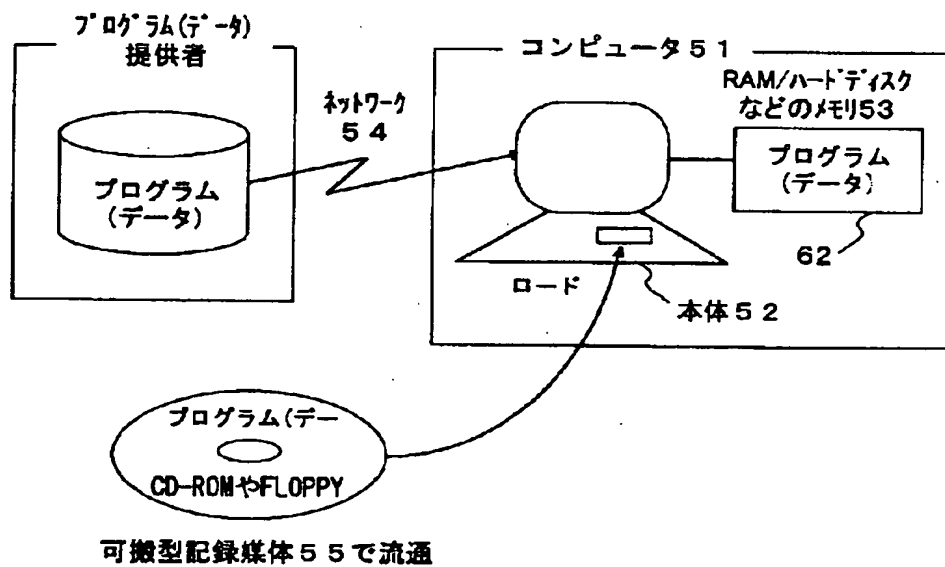 プログラム(データ)
提供者
プログラム
(データ)
ネットワーク
54
コンピュータ51
RAM/ハードディスク
などのメモリ53
プログラム
(データ)
62
ロード
本体52
プログラム(デー
CD-ROMやFLOPPY
可搬型記録媒体55で流通